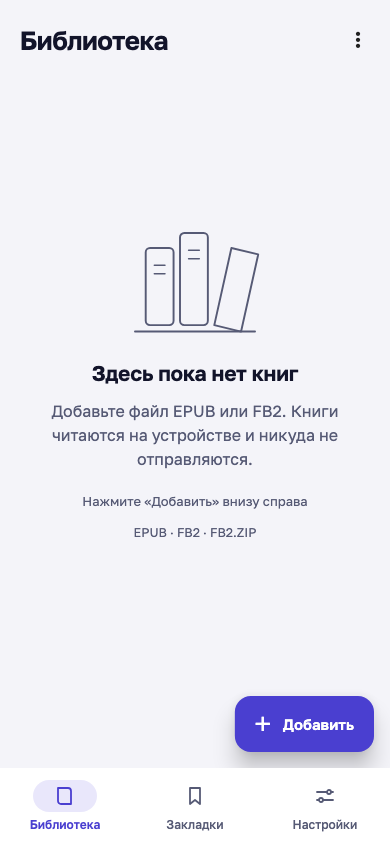 Библиотека
Здесь пока нет книг
Добавьте файл EPUB или FB2. Книги
читаются на устройстве и никуда не
отправляются.
Нажмите «Добавить» внизу справа
EPUB · FB2 · FB2.ZIP
Добавить
Библиотека
Закладки
Настройки